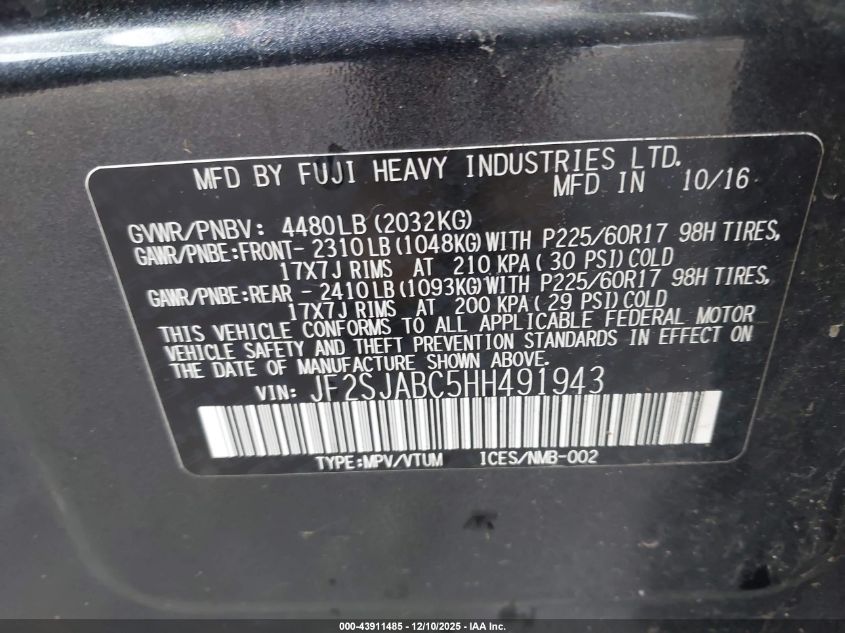 MFD BY FUJI HEAVY INDUSTRIES LTD.
MFD IN 10/16
GVWR/PNBV: 4480LB(2032KG)
GAWR/PNBE:FRONT- 2310LB(1048KG)WITH P225/60R17 98H TIRES,
17X7J RIMS AT 210 KPA(30 PSI)COLD
GAWR/PNBE:REAR - 2410LB(1093KG)WITH P225/60R17 98H TIRES,
17X7J RIMS AT 200 KPA(29 PSI)COLD
THIS VEHICLE CONFORMS TO ALL APPLICABLE FEDERAL MOTOR
VEHICLE SAFETY AND THEFT PREVENTION STANDARDS IN EFFECT ON
THE DATE OF MANUFACTURE SHOWN ABOVE.
VIN: JF2SJABC5HH491943
TYPE:MPV/VTUM ICES/NMB-002
000-43911485 - 12/10/2025 - IAA Inc.